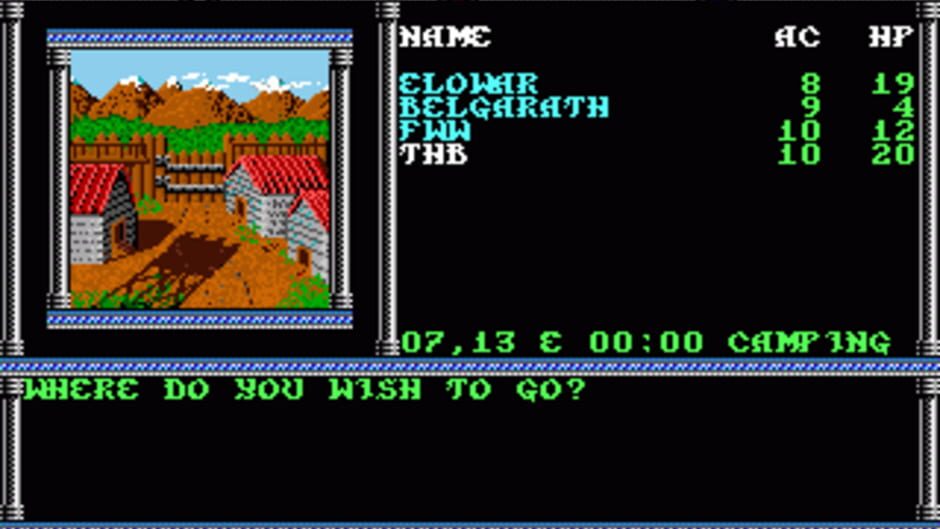 NAME AC HP
ELOWAR 8 19
BELGARATH 9 4
FWW 10 12
THB 10 20
07,13 E 00:00 CAMPING
WHERE DO YOU WISH TO GO?